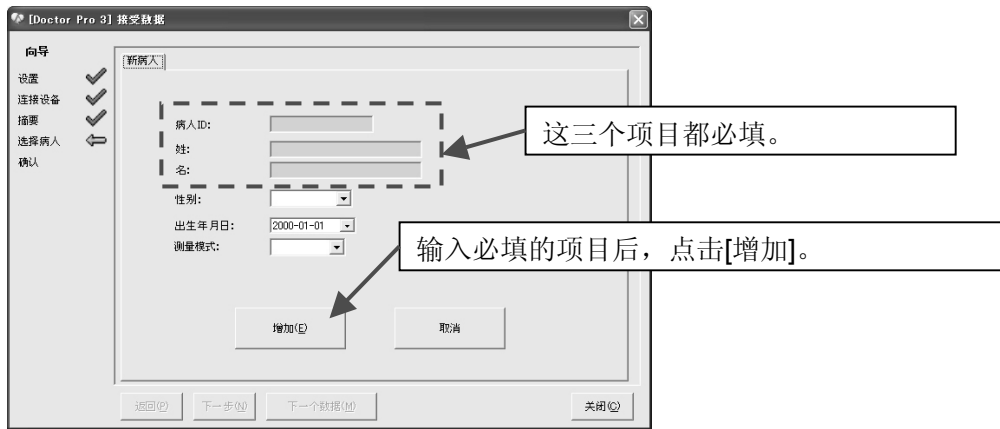 [Doctor Pro 3] 接受数据
向导
设置
连接设备
摘要
选择病人
确认
新病人
病人ID:
姓:
名:
性别:
出生年月日: 2000-01-01
测量模式:
这三个项目都必填。
输入必填的项目后，点击[增加]。
增加(E) 取消
返回(P) 下一步(N) 下一个数据(M) 关闭(C)